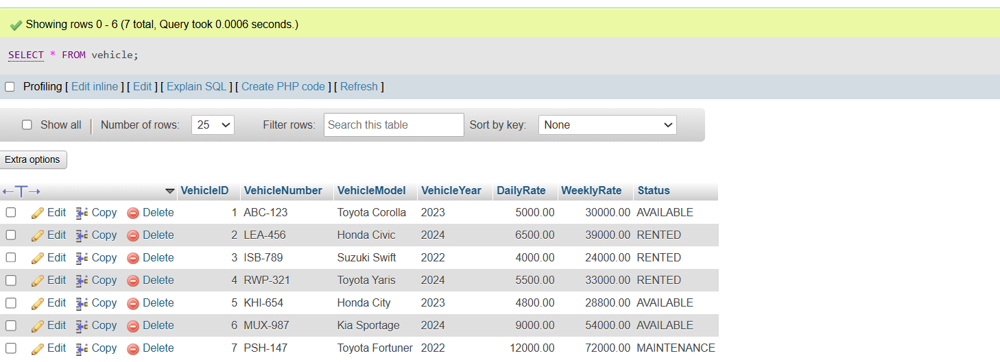 Showing rows 0 - 6 (7 total, Query took 0.0006 seconds.)
SELECT * FROM vehicle;
Profiling [ Edit inline ] [ Edit ] [ Explain SQL ] [ Create PHP code ] [ Refresh ]
Show all Number of rows: 25 Filter rows: Search this table Sort by key: None
Extra options
←T→ VehicleID VehicleNumber VehicleModel VehicleYear DailyRate WeeklyRate Status
Edit Copy Delete 1 ABC-123 Toyota Corolla 2023 5000.00 30000.00 AVAILABLE
Edit Copy Delete 2 LEA-456 Honda Civic 2024 6500.00 39000.00 RENTED
Edit Copy Delete 3 ISB-789 Suzuki Swift 2022 4000.00 24000.00 RENTED
Edit Copy Delete 4 RWP-321 Toyota Yaris 2024 5500.00 33000.00 RENTED
Edit Copy Delete 5 KHI-654 Honda City 2023 4800.00 28800.00 AVAILABLE
Edit Copy Delete 6 MUX-987 Kia Sportage 2024 9000.00 54000.00 AVAILABLE
Edit Copy Delete 7 PSH-147 Toyota Fortuner 2022 12000.00 72000.00 MAINTENANCE